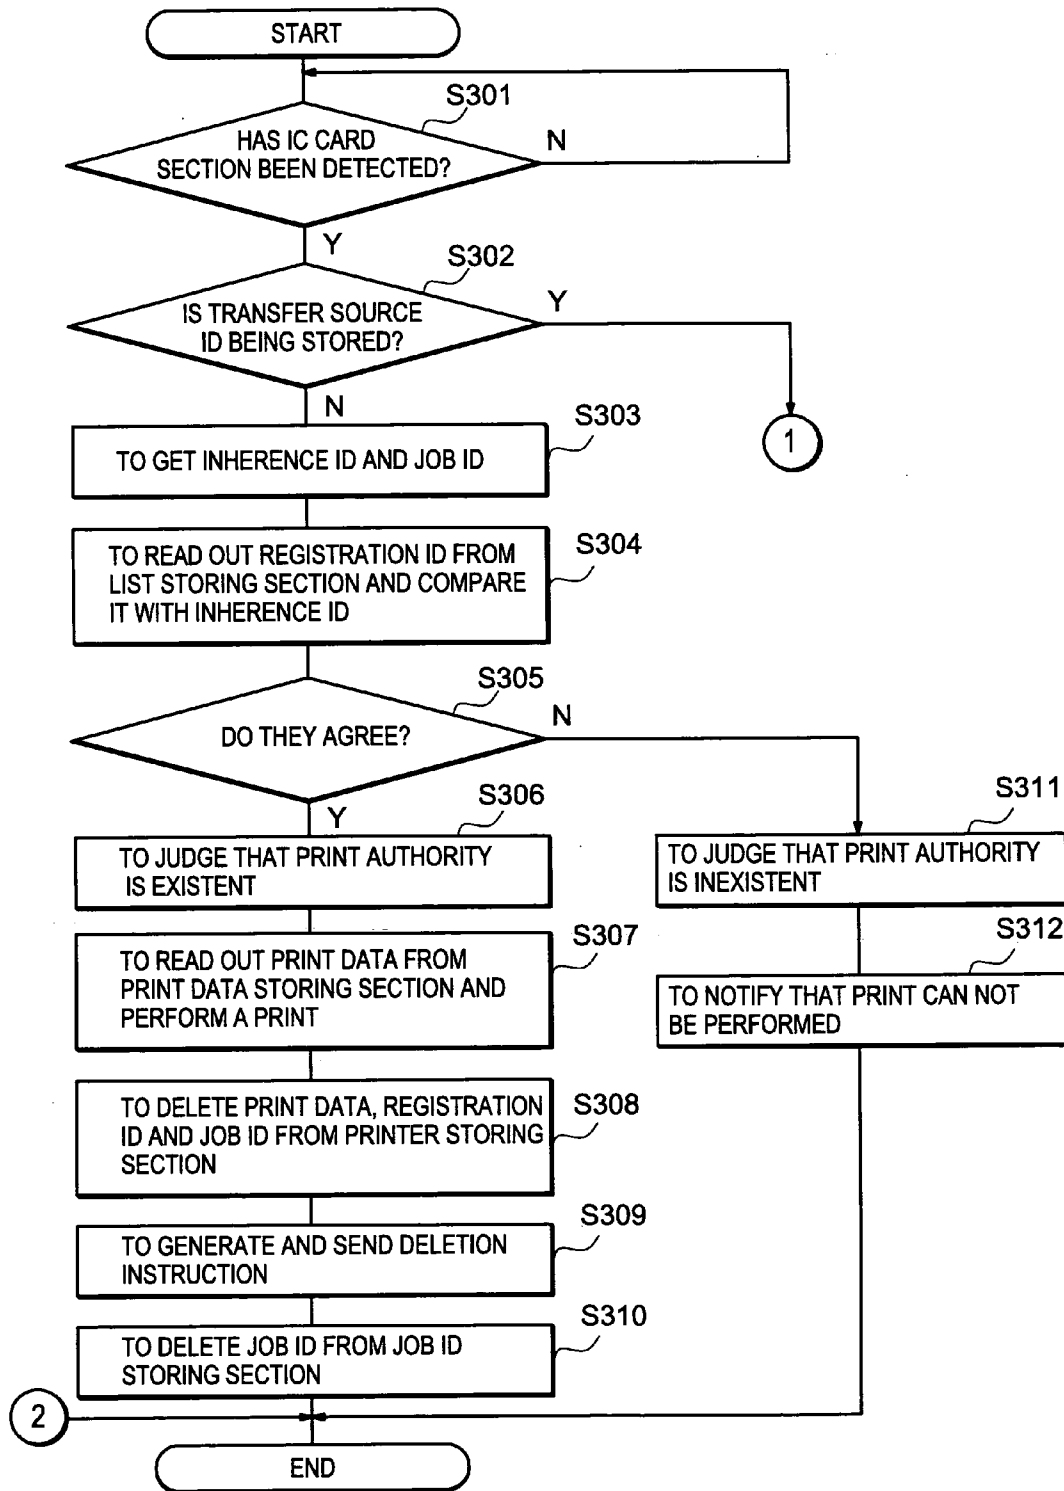 START
S301
HAS IC CARD
SECTION BEEN DETECTED?
N
Y
S302
IS TRANSFER SOURCE
ID BEING STORED?
Y
N
1
S303
TO GET INHERENCE ID AND JOB ID
S304
TO READ OUT REGISTRATION ID FROM
LIST STORING SECTION AND COMPARE
IT WITH INHERENCE ID
S305
DO THEY AGREE?
N
Y
S306
TO JUDGE THAT PRINT AUTHORITY
IS EXISTENT
S311
TO JUDGE THAT PRINT AUTHORITY
IS INEXISTENT
S307
TO READ OUT PRINT DATA FROM
PRINT DATA STORING SECTION AND
PERFORM A PRINT
S312
TO NOTIFY THAT PRINT CAN NOT
BE PERFORMED
S308
TO DELETE PRINT DATA, REGISTRATION
ID AND JOB ID FROM PRINTER STORING
SECTION
S309
TO GENERATE AND SEND DELETION
INSTRUCTION
S310
TO DELETE JOB ID FROM JOB ID
STORING SECTION
2
END